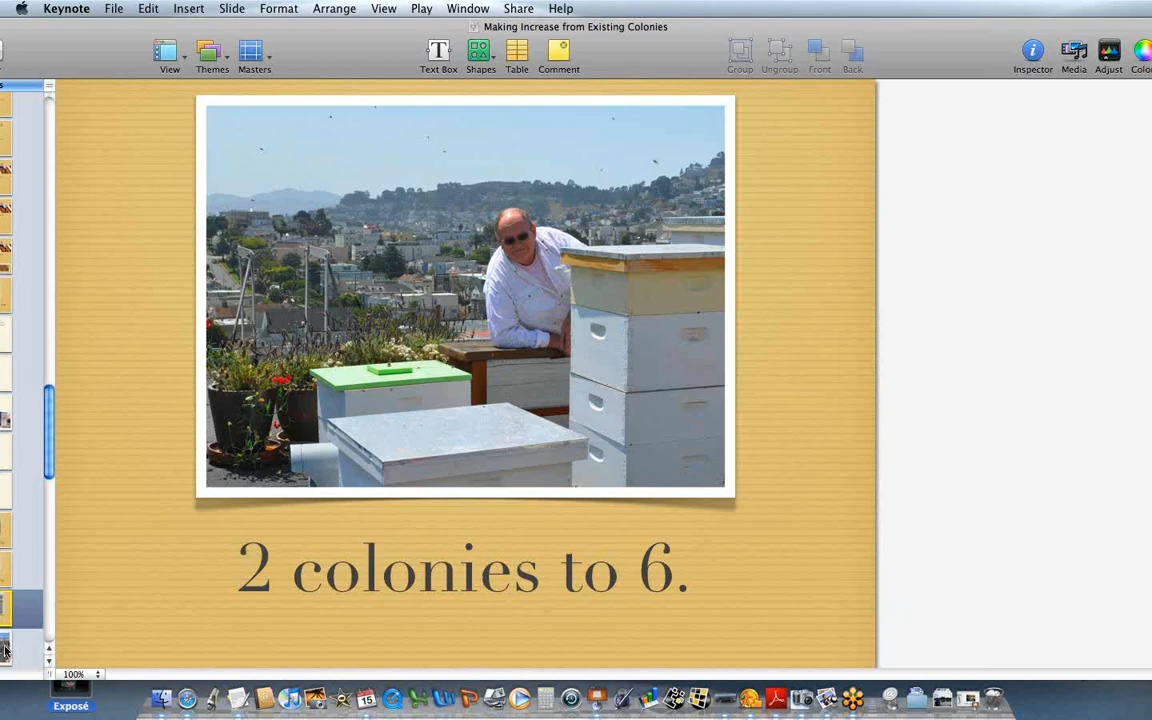 Keynote File Edit Insert Slide Format Arrange View Play Window Share Help
Making Increase from Existing Colonies
View Themes Masters Text Box Shapes Table Comment Group Ungroup Front Back Inspector Media Adjust Colo
2 colonies to 6.
100%
15
Exposé